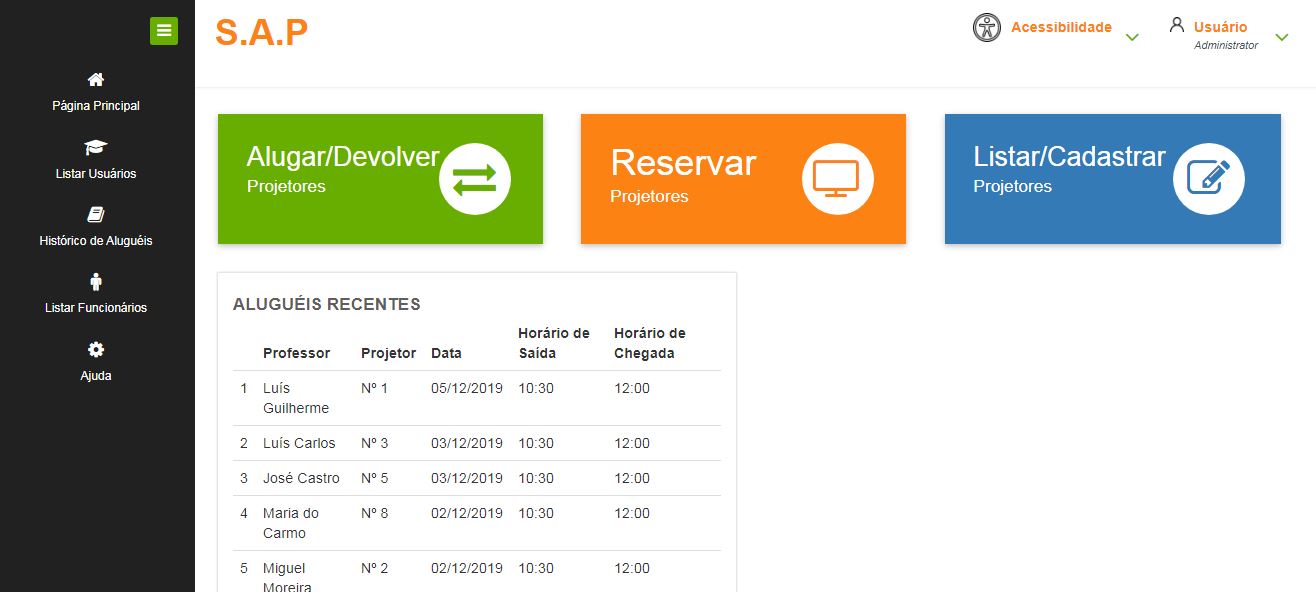 S.A.P
Acessibilidade
Usuário
Administrator
Página Principal
Listar Usuários
Histórico de Aluguéis
Listar Funcionários
Ajuda
Alugar/Devolver
Projetores
Reservar
Projetores
Listar/Cadastrar
Projetores
ALUGUÉIS RECENTES
Professor Projetor Data Horário de Saída Horário de Chegada
1 Luís Guilherme Nº 1 05/12/2019 10:30 12:00
2 Luís Carlos Nº 3 03/12/2019 10:30 12:00
3 José Castro Nº 5 03/12/2019 10:30 12:00
4 Maria do Carmo Nº 8 02/12/2019 10:30 12:00
5 Miguel Moreira Nº 2 02/12/2019 10:30 12:00